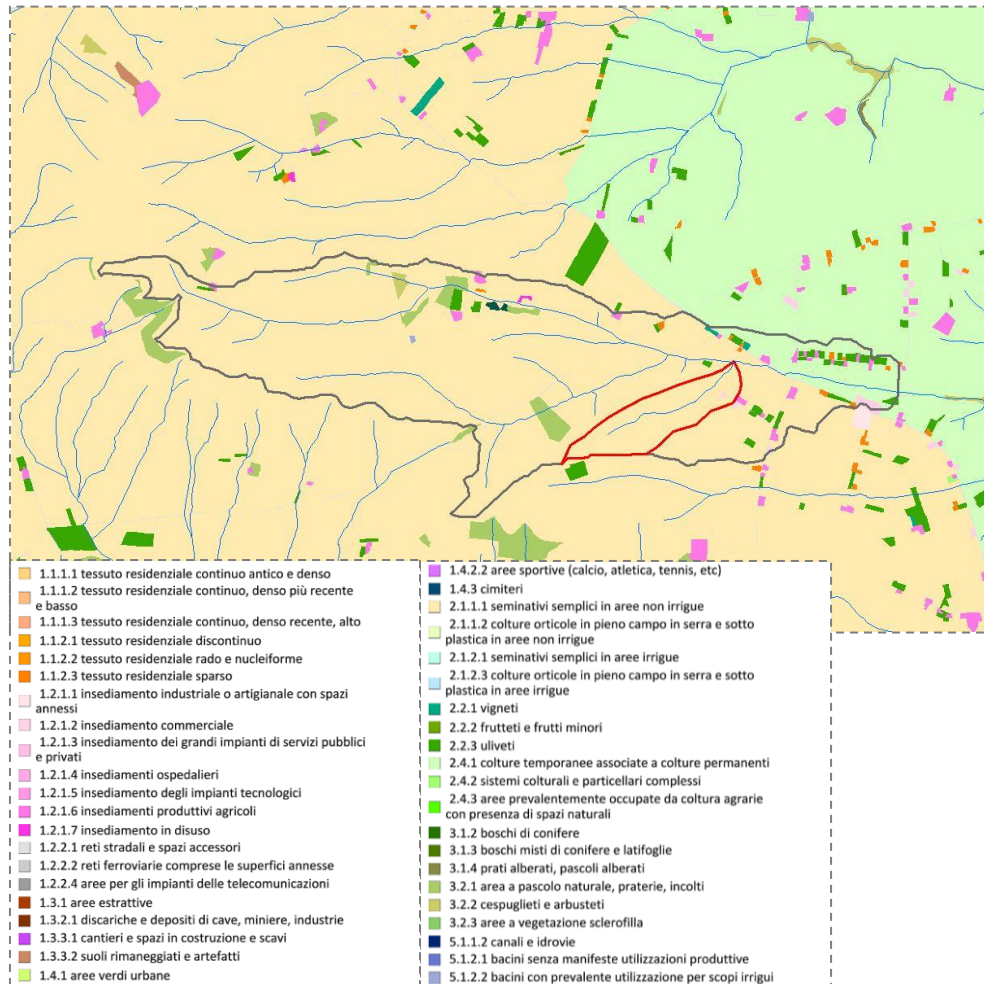 1.1.1.1 tessuto residenziale continuo antico e denso
1.1.1.2 tessuto residenziale continuo, denso più recente
e basso
1.1.1.3 tessuto residenziale continuo, denso recente, alto
1.1.2.1 tessuto residenziale discontinuo
1.1.2.2 tessuto residenziale rado e nucleiforme
1.1.2.3 tessuto residenziale sparso
1.2.1.1 insediamento industriale o artigianale con spazi
annessi
1.2.1.2 insediamento commerciale
1.2.1.3 insediamento dei grandi impianti di servizi pubblici
e privati
1.2.1.4 insediamenti ospedalieri
1.2.1.5 insediamento degli impianti tecnologici
1.2.1.6 insediamenti produttivi agricoli
1.2.1.7 insediamento in disuso
1.2.2.1 reti stradali e spazi accessori
1.2.2.2 reti ferroviarie comprese le superfici annesse
1.2.2.4 aree per gli impianti delle telecomunicazioni
1.3.1 aree estrattive
1.3.2.1 discariche e depositi di cave, miniere, industrie
1.3.3.1 cantieri e spazi in costruzione e scavi
1.3.3.2 suoli rimaneggiati e artefatti
1.4.1 aree verdi urbane
1.4.2.2 aree sportive (calcio, atletica, tennis, etc)
1.4.3 cimiteri
2.1.1.1 seminativi semplici in aree non irrigue
2.1.1.2 colture orticole in pieno campo in serra e sotto
plastica in aree non irrigue
2.1.2.1 seminativi semplici in aree irrigue
2.1.2.3 colture orticole in pieno campo in serra e sotto
plastica in aree irrigue
2.2.1 vigneti
2.2.2 frutteti e frutti minori
2.2.3 uliveti
2.4.1 colture temporanee associate a colture permanenti
2.4.2 sistemi colturali e particellari complessi
2.4.3 aree prevalentemente occupate da coltura agrarie
con presenza di spazi naturali
3.1.2 boschi di conifere
3.1.3 boschi misti di conifere e latifoglie
3.1.4 prati alberati, pascoli alberati
3.2.1 area a pascolo naturale, praterie, incolti
3.2.2 cespuglieti e arbusteti
3.2.3 aree a vegetazione sclerofilla
5.1.1.2 canali e idrovie
5.1.2.1 bacini senza manifeste utilizzazioni produttive
5.1.2.2 bacini con prevalente utilizzazione per scopi irrigui